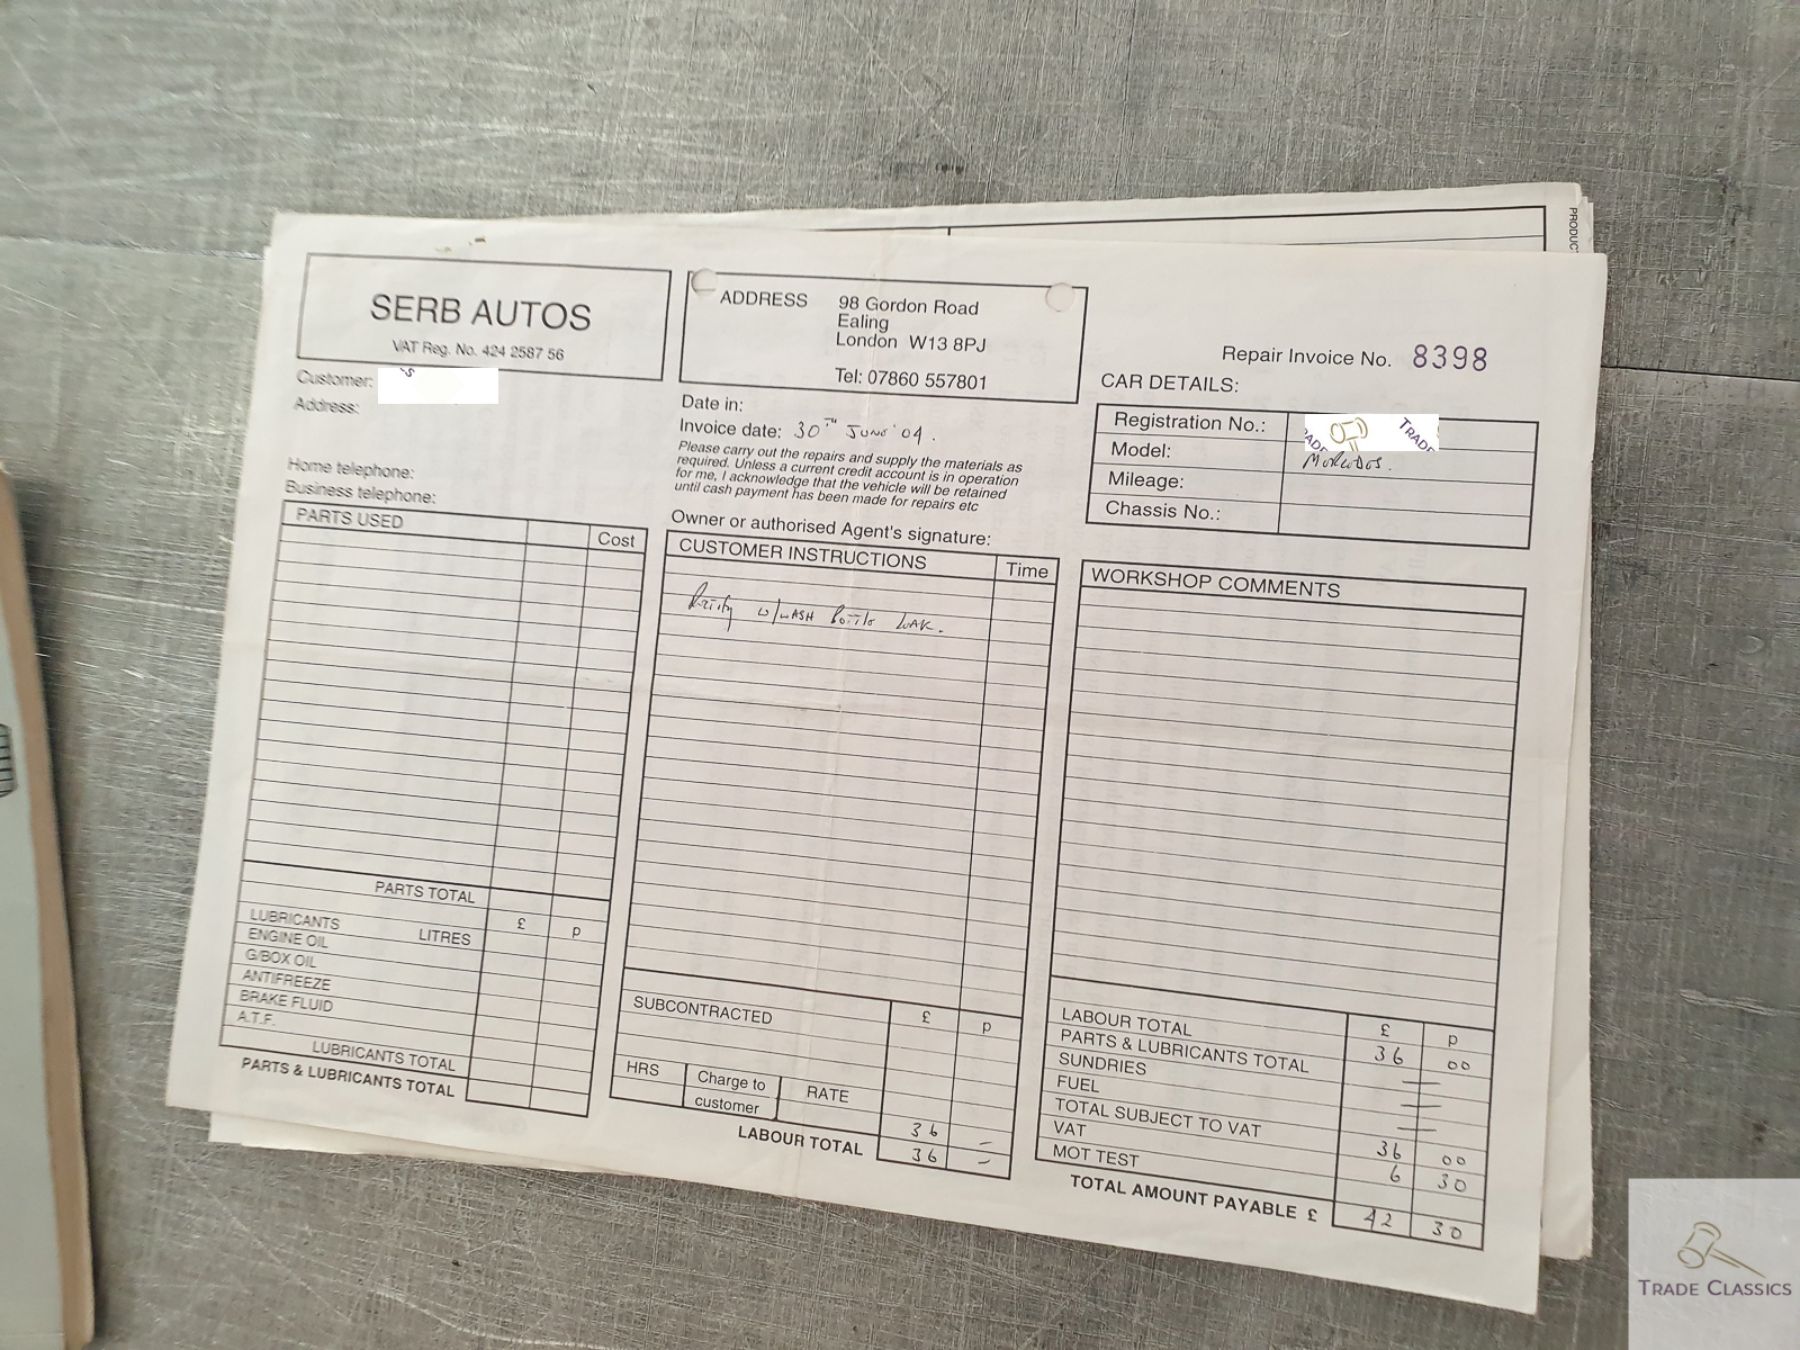 SERB AUTOS
VAT Reg. No. 424 2587 56
ADDRESS 98 Gordon Road
Ealing
London W13 8PJ
Tel: 07860 557801
Repair Invoice No. 8398
PRODUC
Customer:
Address:
Home telephone:
Business telephone:
Date in:
Invoice date: 30TH JUNE '04.
Please carry out the repairs and supply the materials as
required. Unless a current credit account is in operation
for me, I acknowledge that the vehicle will be retained
until cash payment has been made for repairs etc
Owner or authorised Agent's signature:
CAR DETAILS:
Registration No.:
Model:
Mileage:
Chassis No.:
PARTS USED
Cost
PARTS TOTAL
LUBRICANTS LITRES £ p
ENGINE OIL
G/BOX OIL
ANTIFREEZE
BRAKE FLUID
A.T.F.
LUBRICANTS TOTAL
PARTS & LUBRICANTS TOTAL
CUSTOMER INSTRUCTIONS Time
w/WASH Bottle
SUBCONTRACTED £ p
HRS Charge to customer RATE
36 –
LABOUR TOTAL 36 –
WORKSHOP COMMENTS
£ p
LABOUR TOTAL 36 00
PARTS & LUBRICANTS TOTAL —
SUNDRIES —
FUEL —
TOTAL SUBJECT TO VAT 36 00
VAT 6 30
MOT TEST
TOTAL AMOUNT PAYABLE £ 42 30
TRADE CLASSICS